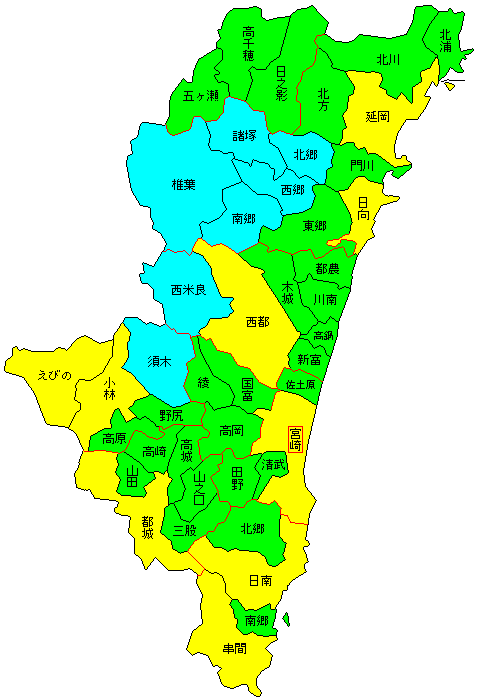 北浦
高千穂
北川
日之影
五ヶ瀬
北方
延岡
諸塚
北郷
門川
椎葉
西郷
日向
南郷
東郷
都農
西米良
木城
川南
西都
高鍋
須木
新富
えびの
小林
綾
国富
佐土原
野尻
高岡
宮崎
高原
高崎
高城
清武
山田
山之口
田野
都城
三股
北郷
日南
南郷
串間